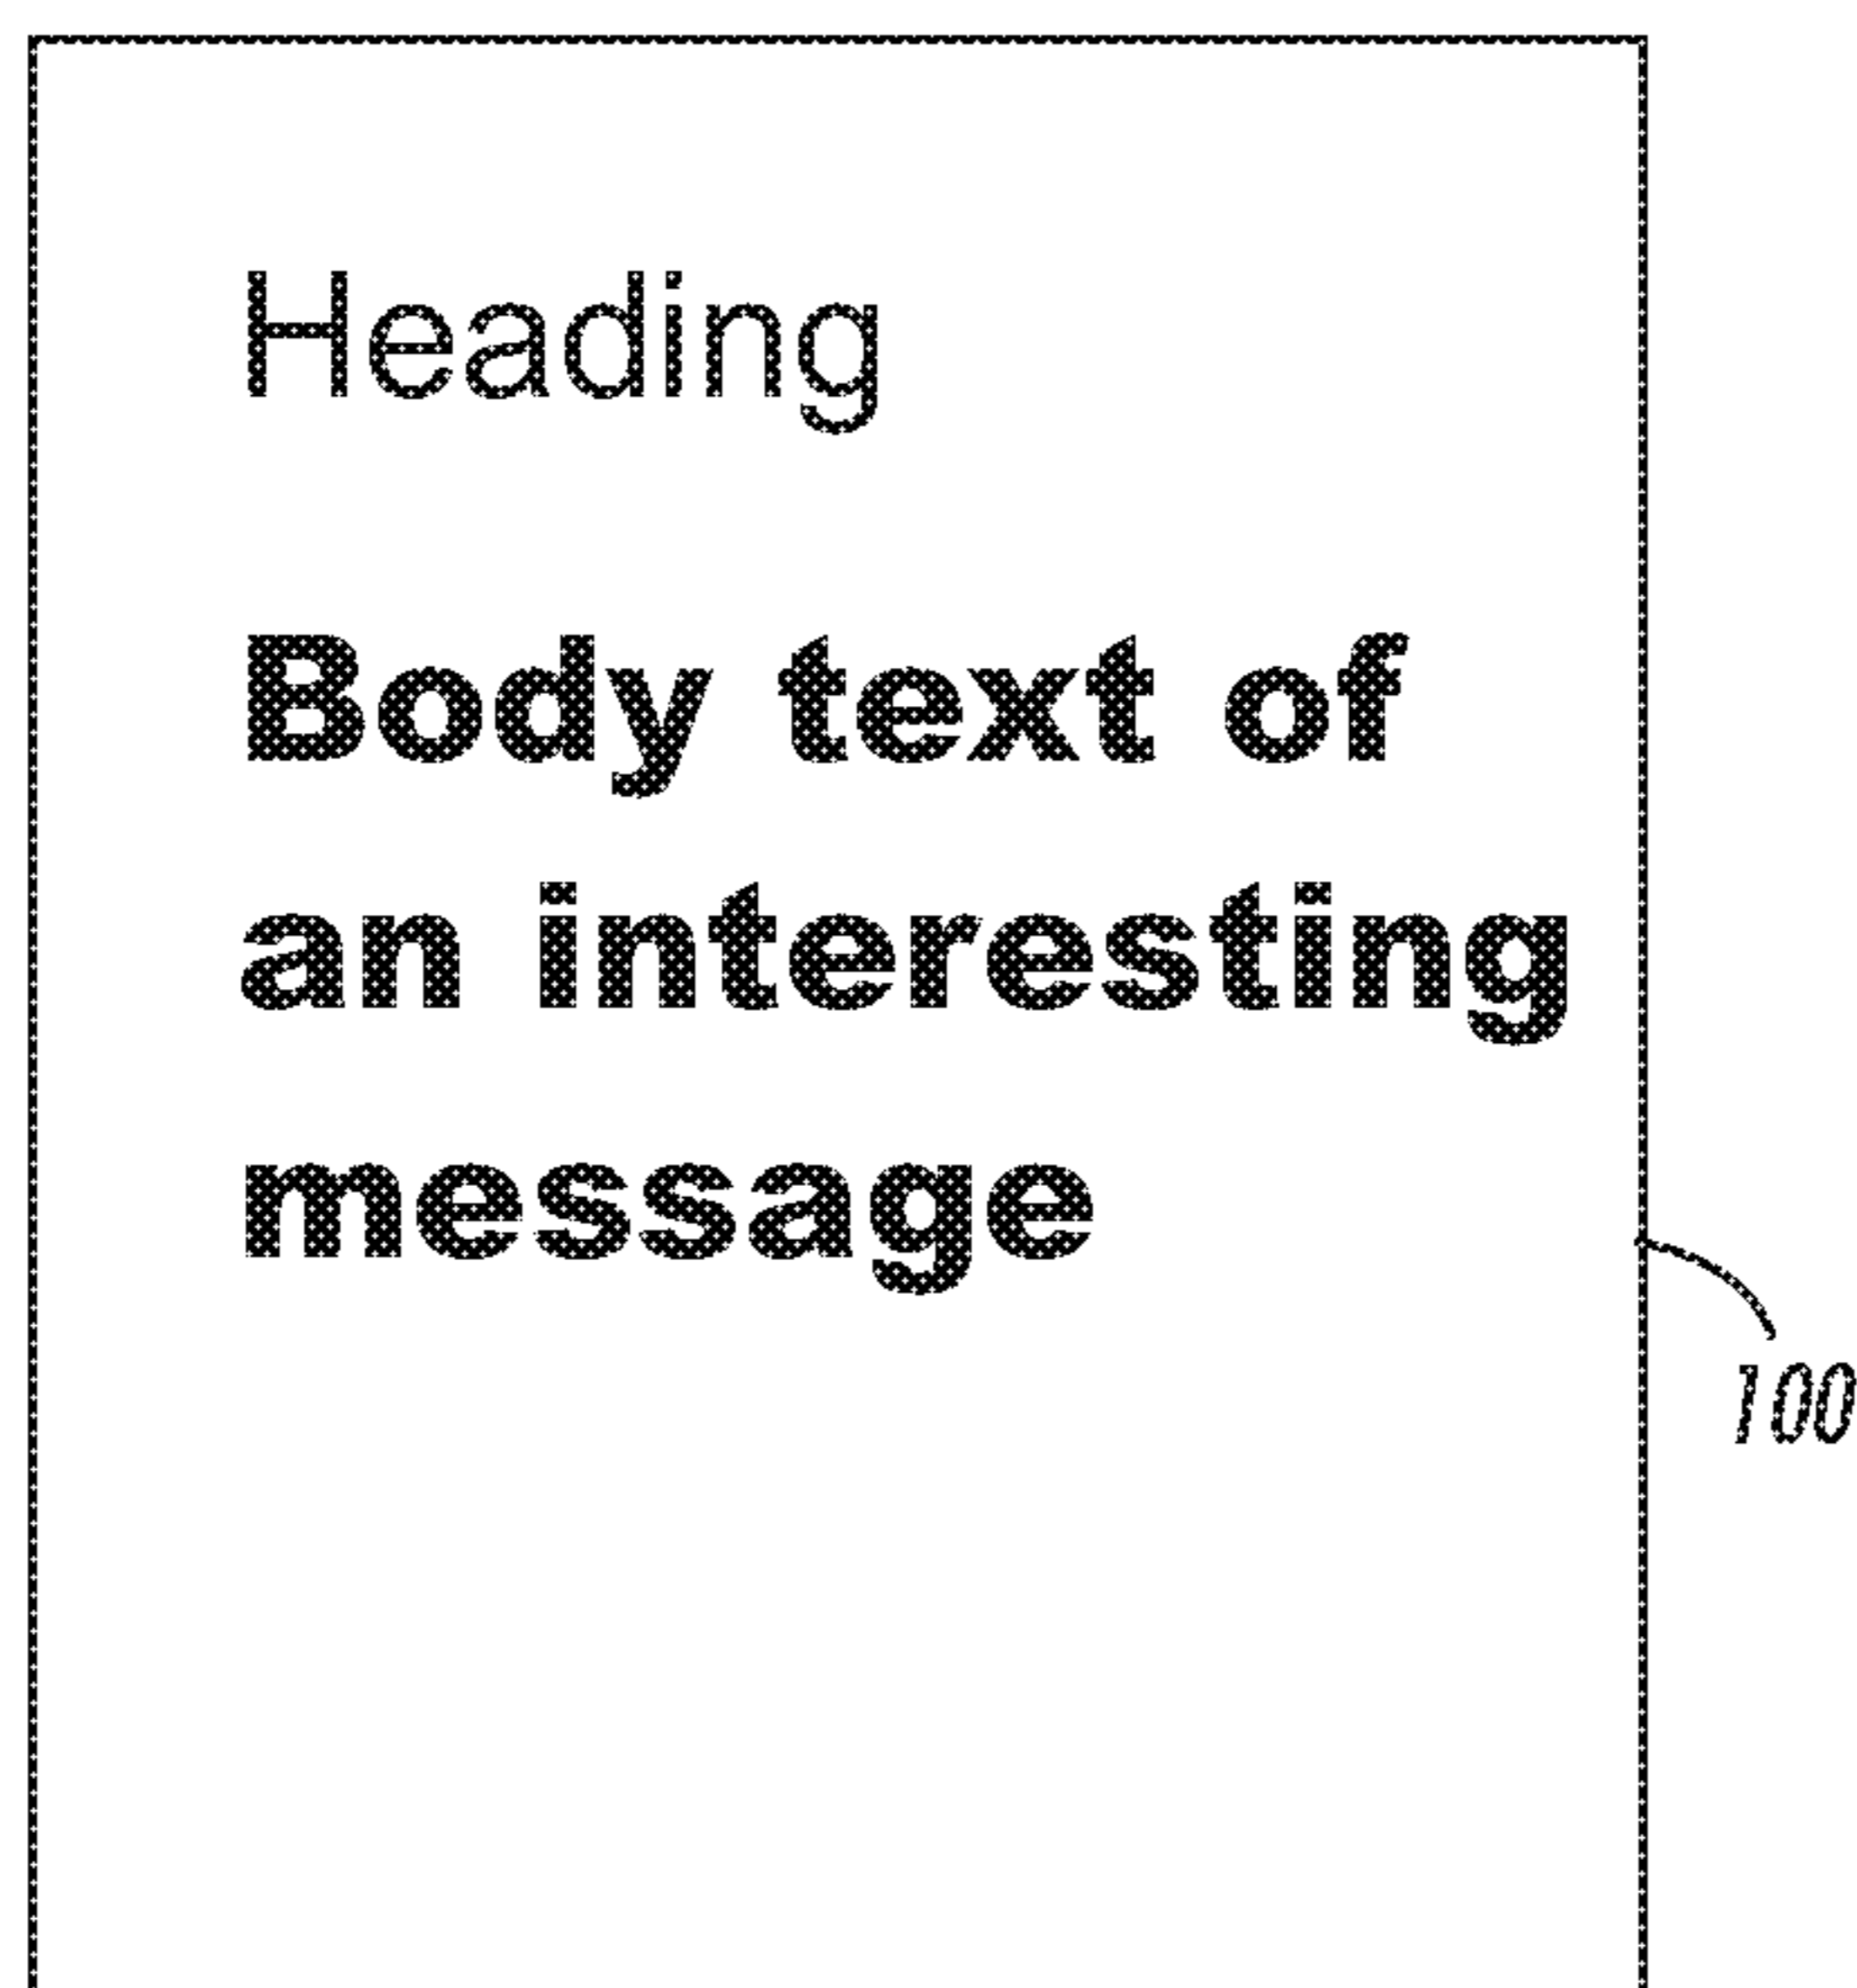 Heading
Body text of
an interesting
message
100